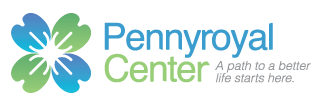 Pennyroyal
Center A path to a better
life starts here.